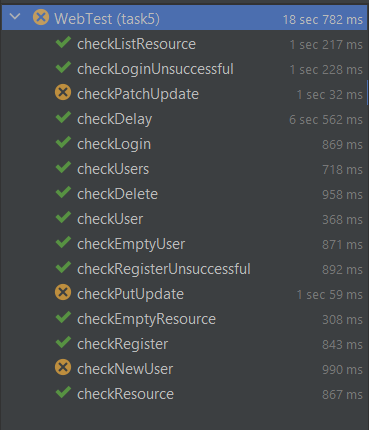 WebTest (task5) 18 sec 782 ms
checkListResource 1 sec 217 ms
checkLoginUnsuccessful 1 sec 228 ms
checkPatchUpdate 1 sec 32 ms
checkDelay 6 sec 562 ms
checkLogin 869 ms
checkUsers 718 ms
checkDelete 958 ms
checkUser 368 ms
checkEmptyUser 871 ms
checkRegisterUnsuccessful 892 ms
checkPutUpdate 1 sec 59 ms
checkEmptyResource 308 ms
checkRegister 843 ms
checkNewUser 990 ms
checkResource 867 ms